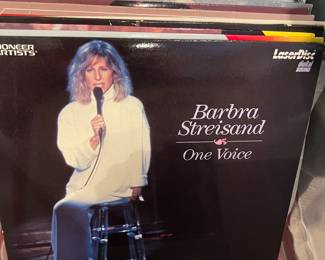 PIONEER
ARTISTS
LaserDisc
digital
SOUND
Barbra
Streisand
One Voice